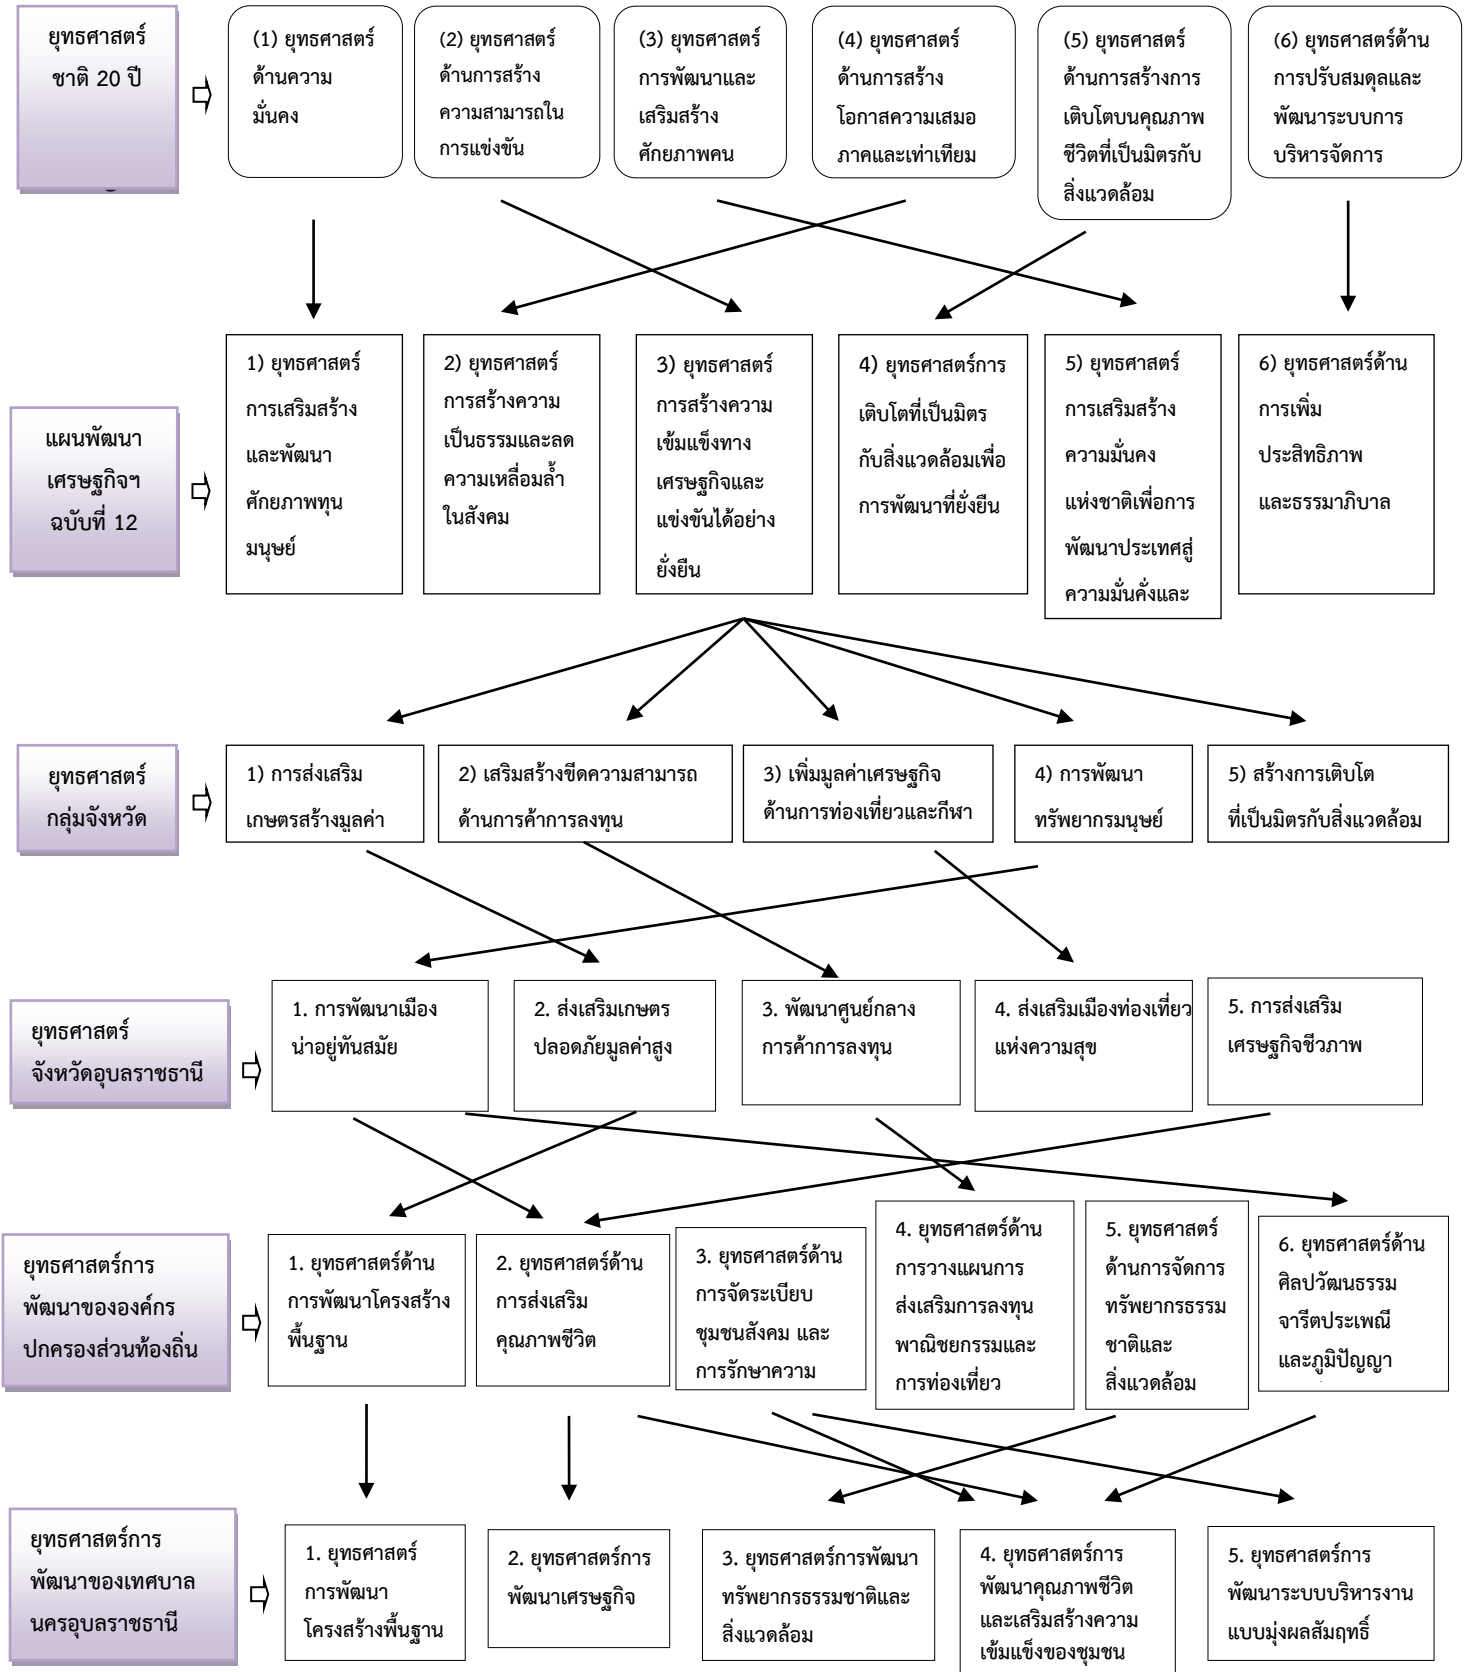 ยุทธศาสตร์
ชาติ 20 ปี
(1) ยุทธศาสตร์
ด้านความ
มั่นคง
(2) ยุทธศาสตร์
ด้านการสร้าง
ความสามารถใน
การแข่งขัน
(3) ยุทธศาสตร์
การพัฒนาและ
เสริมสร้าง
ศักยภาพคน
(4) ยุทธศาสตร์
ด้านการสร้าง
โอกาสความเสมอ
ภาคและเท่าเทียม
(5) ยุทธศาสตร์
ด้านการสร้างการ
เติบโตบนคุณภาพ
ชีวิตที่เป็นมิตรกับ
สิ่งแวดล้อม
(6) ยุทธศาสตร์ด้าน
การปรับสมดุลและ
พัฒนาระบบการ
บริหารจัดการ
แผนพัฒนา
เศรษฐกิจฯ
ฉบับที่ 12
1) ยุทธศาสตร์
การเสริมสร้าง
และพัฒนา
ศักยภาพทุน
มนุษย์
2) ยุทธศาสตร์
การสร้างความ
เป็นธรรมและลด
ความเหลื่อมล้ำ
ในสังคม
3) ยุทธศาสตร์
การสร้างความ
เข้มแข็งทาง
เศรษฐกิจและ
แข่งขันได้อย่าง
ยั่งยืน
4) ยุทธศาสตร์การ
เติบโตที่เป็นมิตร
กับสิ่งแวดล้อมเพื่อ
การพัฒนาที่ยั่งยืน
5) ยุทธศาสตร์
การเสริมสร้าง
ความมั่นคง
แห่งชาติเพื่อการ
พัฒนาประเทศสู่
ความมั่นคั่งและ
6) ยุทธศาสตร์ด้าน
การเพิ่ม
ประสิทธิภาพ
และธรรมาภิบาล
ยุทธศาสตร์
กลุ่มจังหวัด
1) การส่งเสริม
เกษตรสร้างมูลค่า
2) เสริมสร้างขีดความสามารถ
ด้านการค้าการลงทุน
3) เพิ่มมูลค่าเศรษฐกิจ
ด้านการท่องเที่ยวและกีฬา
4) การพัฒนา
ทรัพยากรมนุษย์
5) สร้างการเติบโต
ที่เป็นมิตรกับสิ่งแวดล้อม
ยุทธศาสตร์
จังหวัดอุบลราชธานี
1. การพัฒนาเมือง
น่าอยู่ทันสมัย
2. ส่งเสริมเกษตร
ปลอดภัยมูลค่าสูง
3. พัฒนาศูนย์กลาง
การค้าการลงทุน
4. ส่งเสริมเมืองท่องเที่ยว
แห่งความสุข
5. การส่งเสริม
เศรษฐกิจชีวภาพ
ยุทธศาสตร์การ
พัฒนาขององค์กร
ปกครองส่วนท้องถิ่น
1. ยุทธศาสตร์ด้าน
การพัฒนาโครงสร้าง
พื้นฐาน
2. ยุทธศาสตร์ด้าน
การส่งเสริม
คุณภาพชีวิต
3. ยุทธศาสตร์ด้าน
การจัดระเบียบ
ชุมชนสังคม และ
การรักษาความ
4. ยุทธศาสตร์ด้าน
การวางแผนการ
ส่งเสริมการลงทุน
พาณิชยกรรมและ
การท่องเที่ยว
5. ยุทธศาสตร์
ด้านการจัดการ
ทรัพยากรธรรม
ชาติและ
สิ่งแวดล้อม
6. ยุทธศาสตร์ด้าน
ศิลปวัฒนธรรม
จารีตประเพณี
และภูมิปัญญา
ยุทธศาสตร์การ
พัฒนาของเทศบาล
นครอุบลราชธานี
1. ยุทธศาสตร์
การพัฒนา
โครงสร้างพื้นฐาน
2. ยุทธศาสตร์การ
พัฒนาเศรษฐกิจ
3. ยุทธศาสตร์การพัฒนา
ทรัพยากรธรรมชาติและ
สิ่งแวดล้อม
4. ยุทธศาสตร์การ
พัฒนาคุณภาพชีวิต
และเสริมสร้างความ
เข้มแข็งของชุมชน
5. ยุทธศาสตร์การ
พัฒนาระบบบริหารงาน
แบบมุ่งผลสัมฤทธิ์